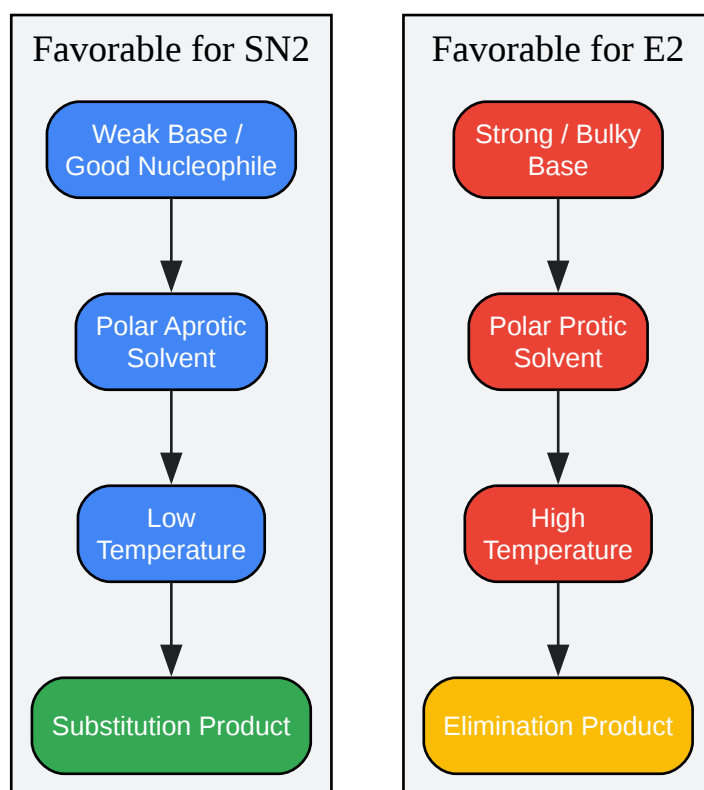 Favorable for SN2
Weak Base /
Good Nucleophile
Polar Aprotic
Solvent
Low
Temperature
Substitution Product
Favorable for E2
Strong / Bulky
Base
Polar Protic
Solvent
High
Temperature
Elimination Product